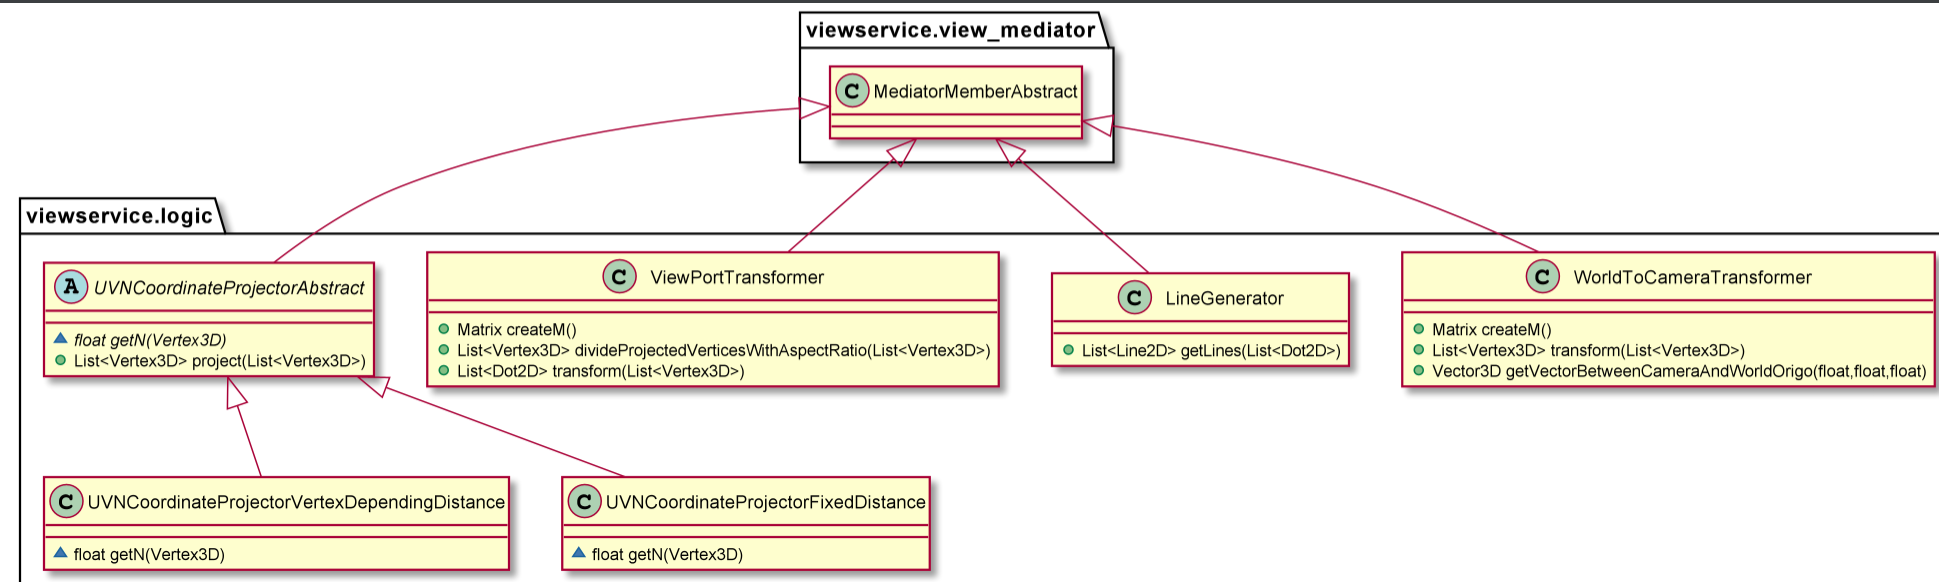 viewservice.view_mediator
C MediatorMemberAbstract
viewservice.logic
A UVNCoordinateProjectorAbstract
float getN(Vertex3D)
List<Vertex3D> project(List<Vertex3D>)
C ViewPortTransformer
Matrix createM()
List<Vertex3D> divideProjectedVerticesWithAspectRatio(List<Vertex3D>)
List<Dot2D> transform(List<Vertex3D>)
C LineGenerator
List<Line2D> getLines(List<Dot2D>)
C WorldToCameraTransformer
Matrix createM()
List<Vertex3D> transform(List<Vertex3D>)
Vector3D getVectorBetweenCameraAndWorldOrigo(float,float,float)
C UVNCoordinateProjectorVertexDependingDistance
float getN(Vertex3D)
C UVNCoordinateProjectorFixedDistance
float getN(Vertex3D)